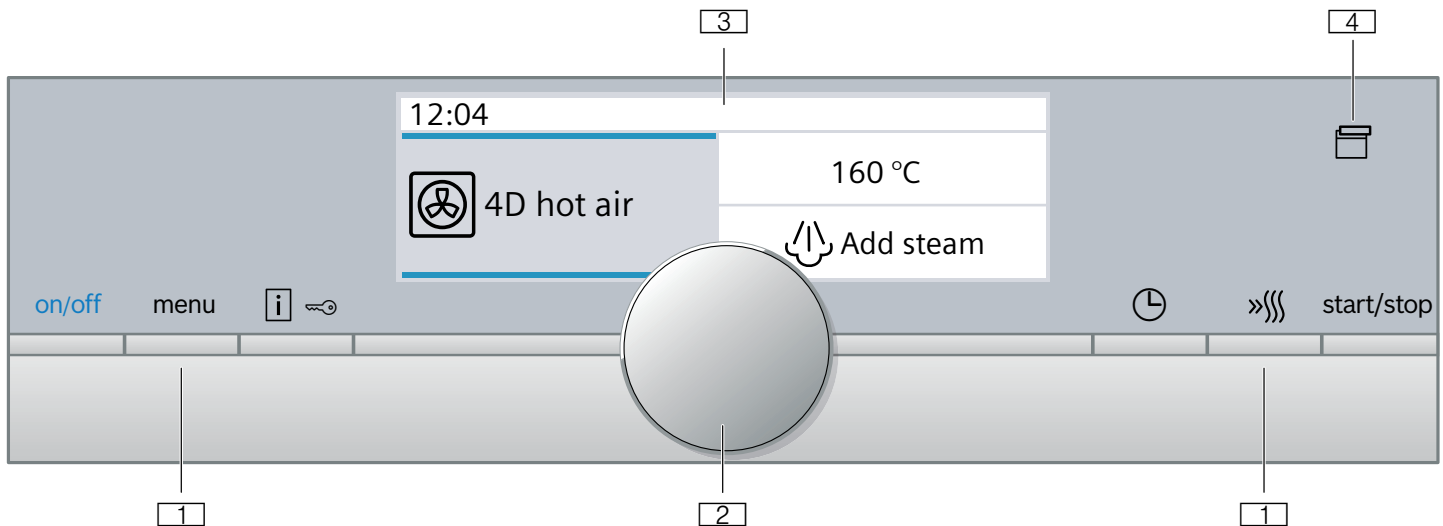 3 4
12:04
160 °C
4D hot air
Add steam
on/off menu i start/stop
1 2 1